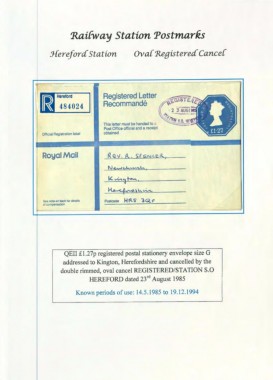 Railway Station Postmarks
Hereford Station Oval Registered Cancel
Hereford
R 484024
Official Registration label
Registered Letter
Recommandé
This letter must be handed to a
Post Office official and a receipt
obtained
REGISTERED
£1.27
Royal Mail
REV. A.
Kington,
Herefordshire
Postcode HR5
QEII £1.27p registered postal stationery envelope size G
addressed to Kington, Herefordshire and cancelled by the
double rimmed, oval cancel REGISTERED/STATION S.O
HEREFORD dated 23rd August 1985
Known periods of use: 14.5.1985 to 19.12.1994